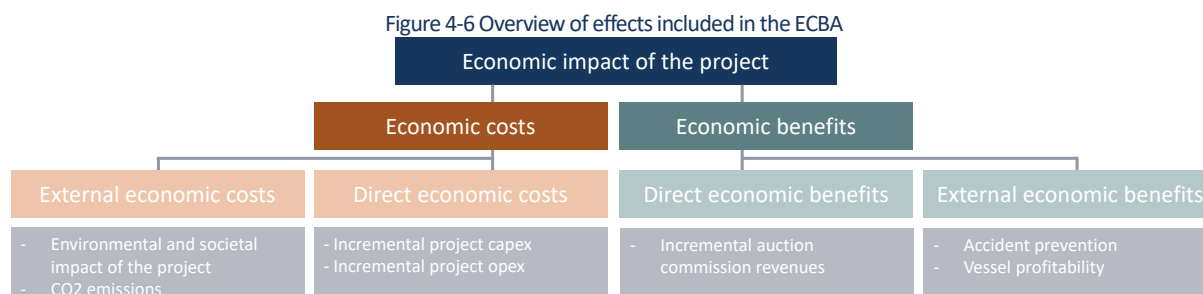 Figure 4-6 Overview of effects included in the ECBA
Economic impact of the project
Economic costs
Economic benefits
External economic costs
Direct economic costs
Direct economic benefits
External economic benefits
- Environmental and societal
impact of the project
- CO2 emissions
- Incremental project capex
- Incremental project opex
- Incremental auction
commission revenues
- Accident prevention
- Vessel profitability